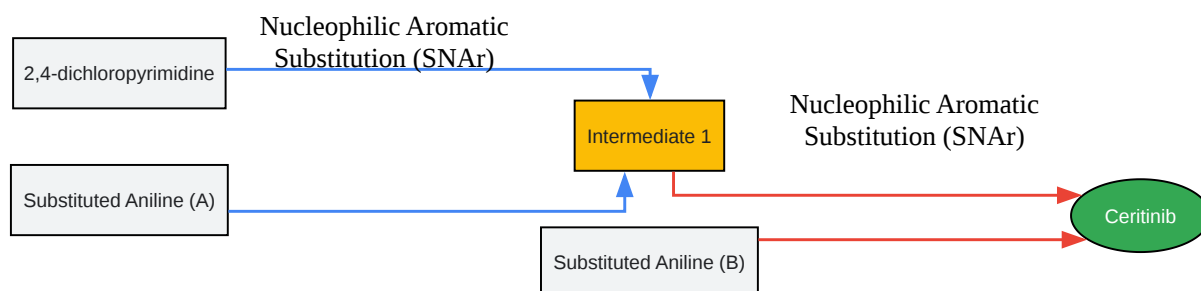 Nucleophilic Aromatic
Substitution (SNAr)
2,4-dichloropyrimidine
Nucleophilic Aromatic
Substitution (SNAr)
Intermediate 1
Substituted Aniline (A)
Ceritinib
Substituted Aniline (B)